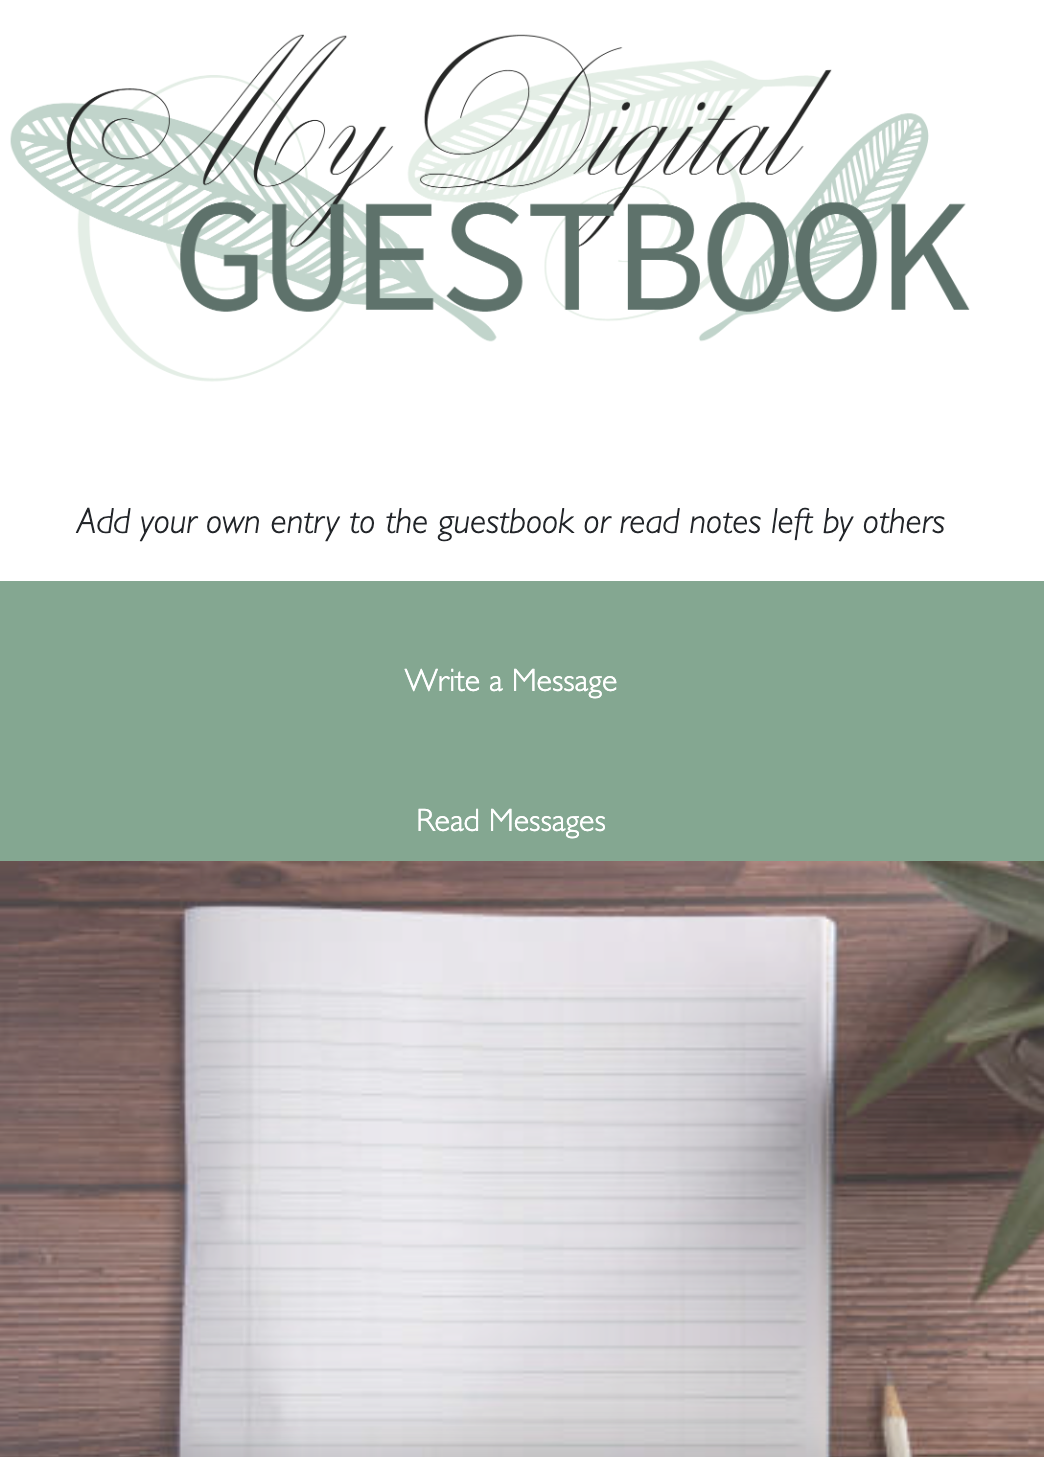 My Digital
GUESTBOOK
Add your own entry to the guestbook or read notes left by others
Write a Message
Read Messages